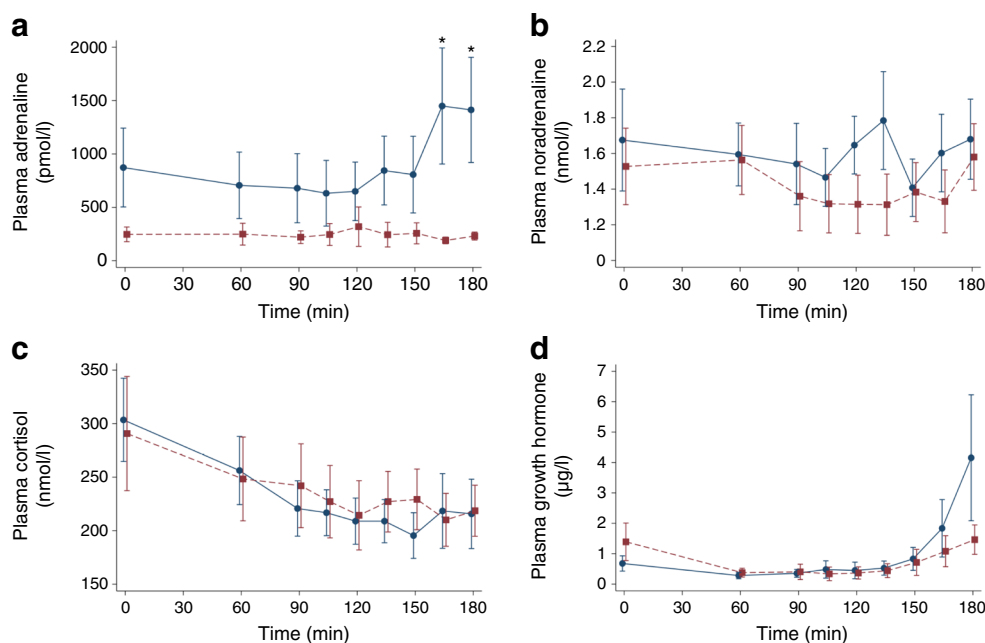 a
Plasma adrenaline
(pmol/l)
2000
1500
1000
500
0
* *
0 30 60 90 120 150 180
Time (min)
b
Plasma noradrenaline
(nmol/l)
2.2
2.0
1.8
1.6
1.4
1.2
0
0 30 60 90 120 150 180
Time (min)
c
Plasma cortisol
(nmol/l)
350
300
250
200
150
0 30 60 90 120 150 180
Time (min)
d
Plasma growth hormone
(µg/l)
7
6
5
4
3
2
1
0
0 30 60 90 120 150 180
Time (min)